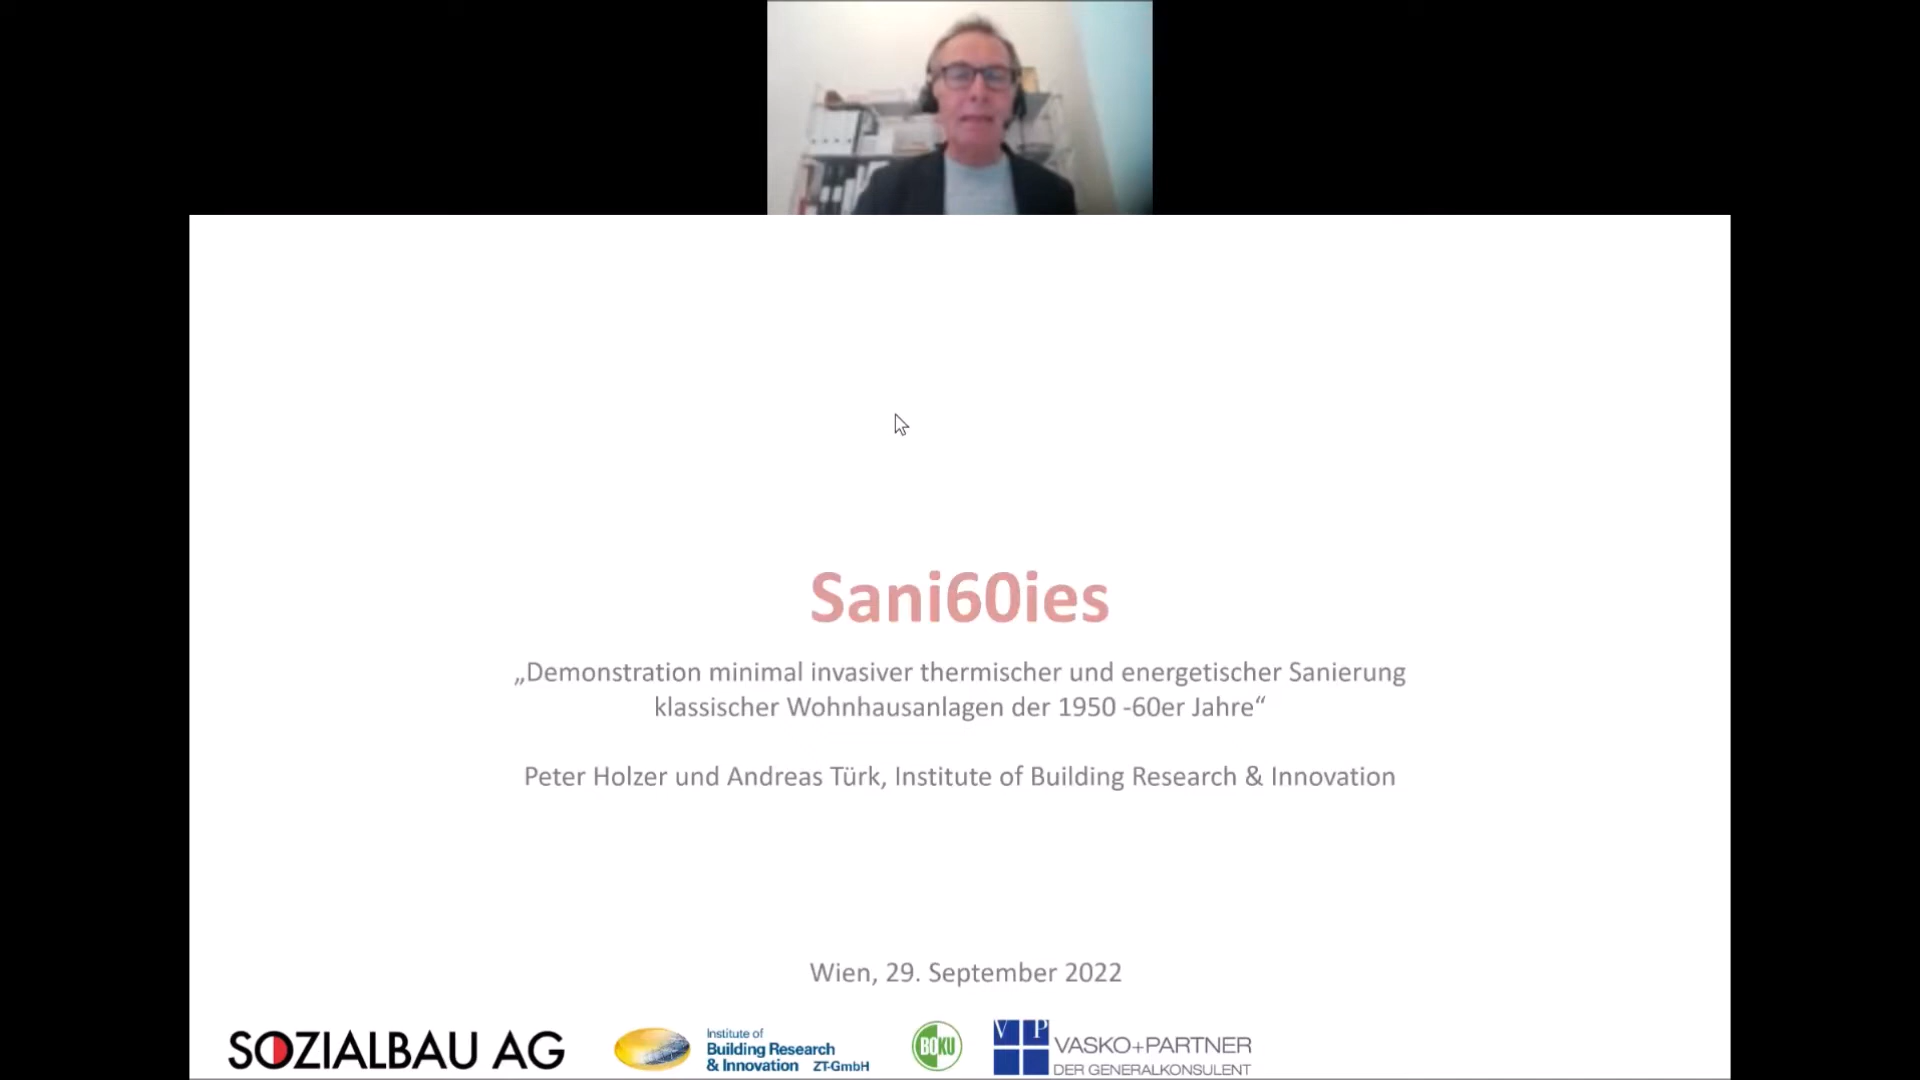 Sani60ies
„Demonstration minimal invasiver thermischer und energetischer Sanierung
klassischer Wohnhausanlagen der 1950 -60er Jahre“
Peter Holzer und Andreas Türk, Institute of Building Research & Innovation
Wien, 29. September 2022
SOZIALBAU AG
Institute of
Building Research
& Innovation ZT-GmbH
BOKU
VP
VASKO+PARTNER
DER GENERALKONSULENT